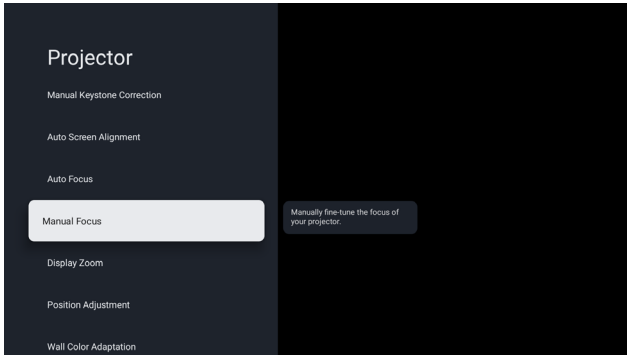 Projector
Manual Keystone Correction
Auto Screen Alignment
Auto Focus
Manual Focus
Manually fine-tune the focus of
your projector.
Display Zoom
Position Adjustment
Wall Color Adaptation